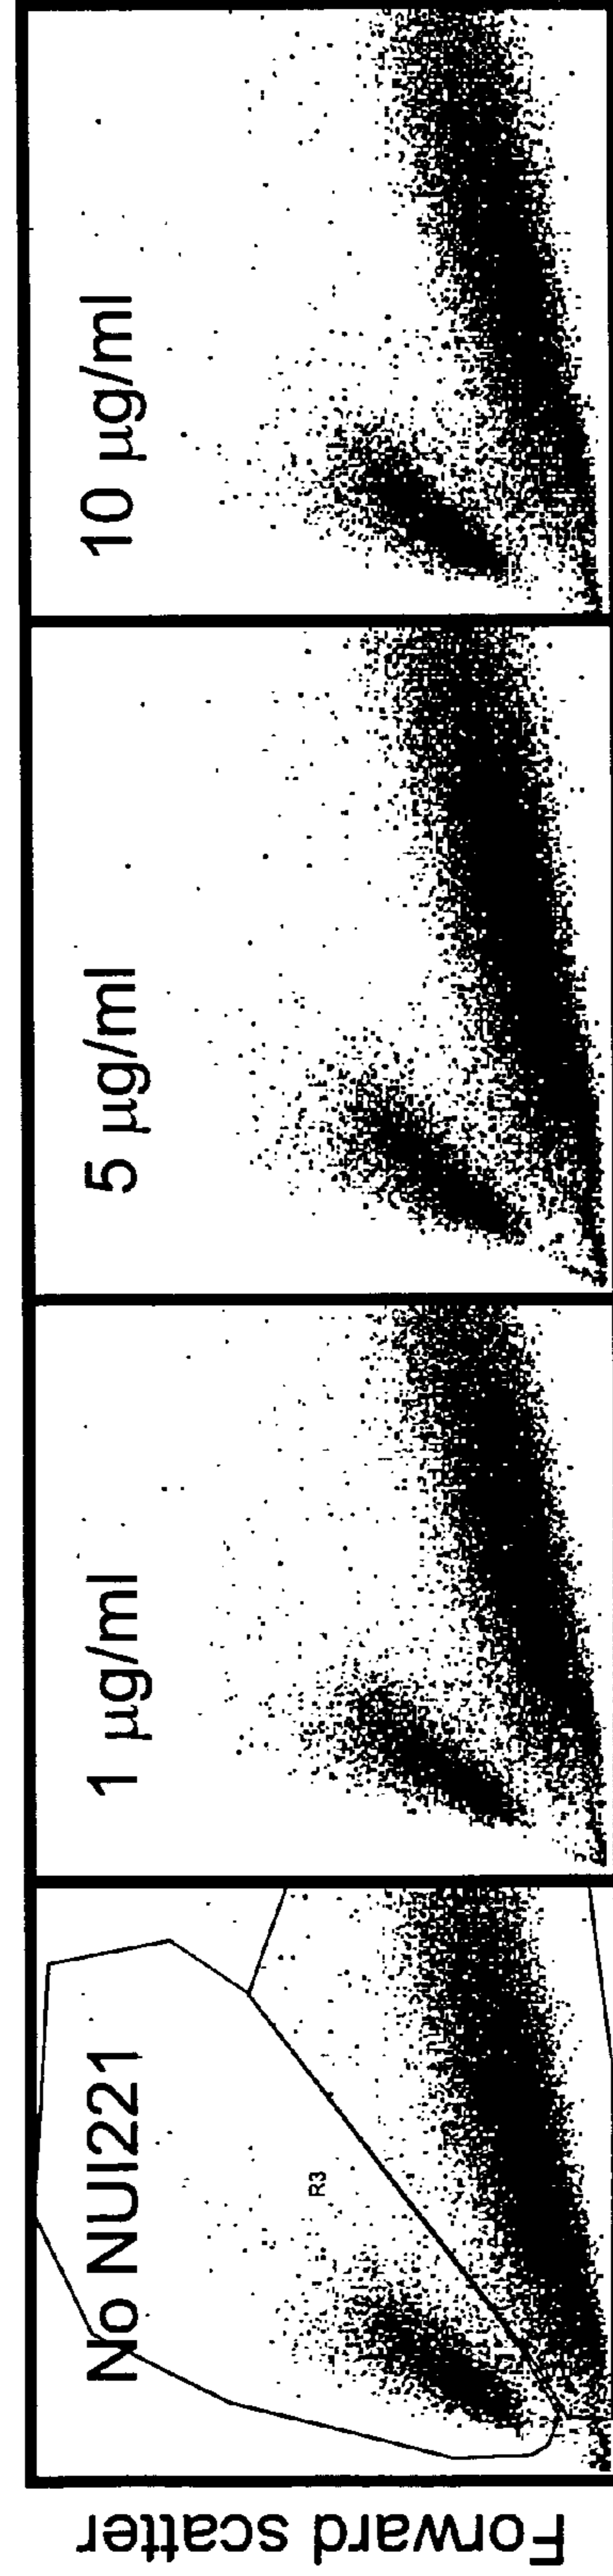 Forward scatter
No NUI221
R3
1 µg/ml
5 µg/ml
10 µg/ml